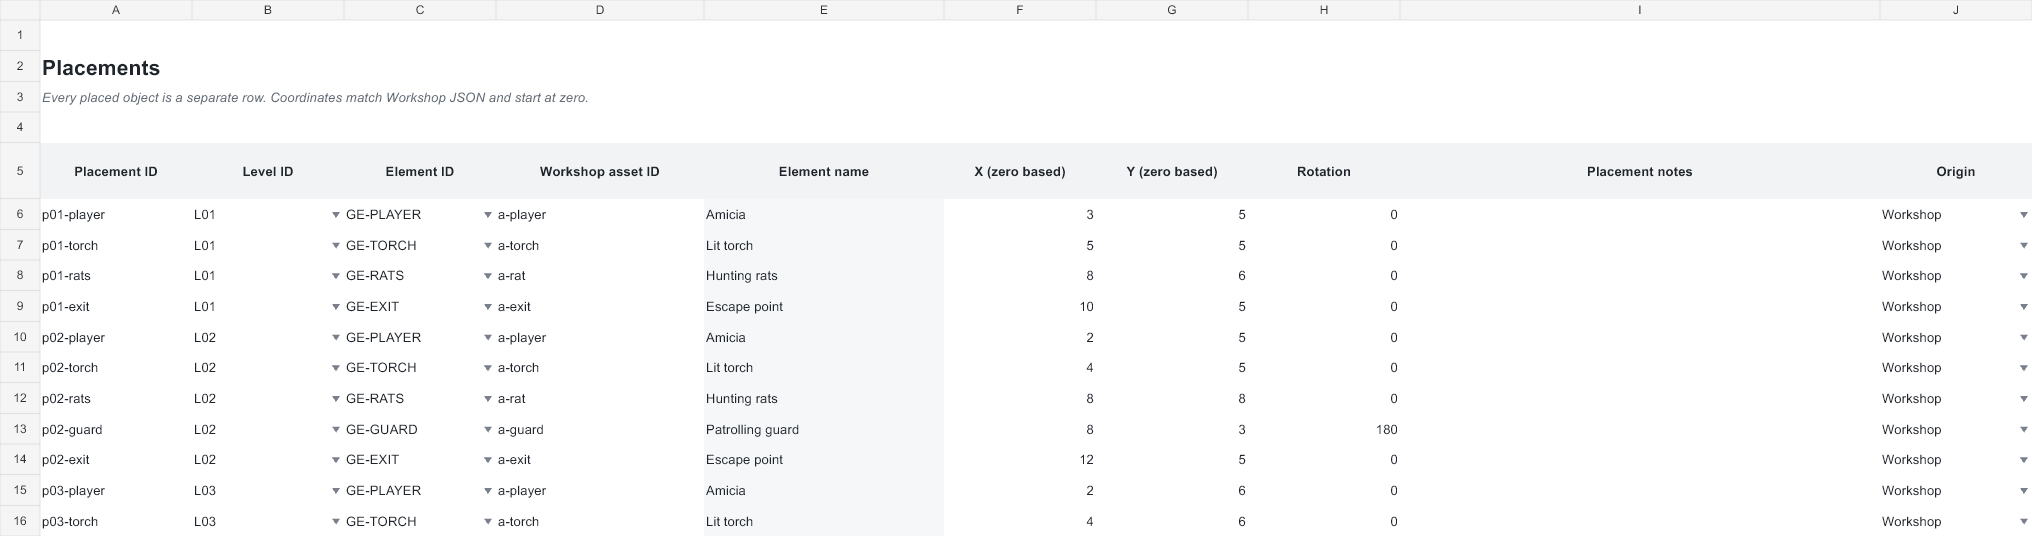 A B C D E F G H I J
1
2 Placements
3 Every placed object is a separate row. Coordinates match Workshop JSON and start at zero.
4
5 Placement ID Level ID Element ID Workshop asset ID Element name X (zero based) Y (zero based) Rotation Placement notes Origin
6 p01-player L01 GE-PLAYER a-player Amicia 3 5 0 Workshop
7 p01-torch L01 GE-TORCH a-torch Lit torch 5 5 0 Workshop
8 p01-rats L01 GE-RATS a-rat Hunting rats 8 6 0 Workshop
9 p01-exit L01 GE-EXIT a-exit Escape point 10 5 0 Workshop
10 p02-player L02 GE-PLAYER a-player Amicia 2 5 0 Workshop
11 p02-torch L02 GE-TORCH a-torch Lit torch 4 5 0 Workshop
12 p02-rats L02 GE-RATS a-rat Hunting rats 8 8 0 Workshop
13 p02-guard L02 GE-GUARD a-guard Patrolling guard 8 3 180 Workshop
14 p02-exit L02 GE-EXIT a-exit Escape point 12 5 0 Workshop
15 p03-player L03 GE-PLAYER a-player Amicia 2 6 0 Workshop
16 p03-torch L03 GE-TORCH a-torch Lit torch 4 6 0 Workshop